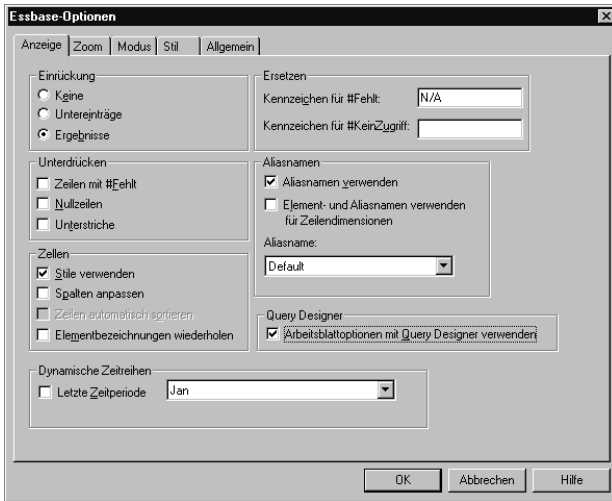 Essbase-Optionen
Anzeige Zoom Modus Stil Allgemein
Einrückung
Keine
Untereinträge
Ergebnisse
Ersetzen
Kennzeichen für #Fehlt: N/A
Kennzeichen für #KeinZugriff:
Unterdrücken
Zeilen mit #Fehlt
Nullzeilen
Unterstriche
Aliasnamen
Aliasnamen verwenden
Element- und Aliasnamen verwenden
für Zeilendimensionen
Aliasname:
Default
Zellen
Stile verwenden
Spalten anpassen
Zeilen automatisch sortieren
Elementbezeichnungen wiederholen
Query Designer
Arbeitsblattoptionen mit Query Designer verwenden
Dynamische Zeitreihen
Letzte Zeitperiode Jan
OK Abbrechen Hilfe